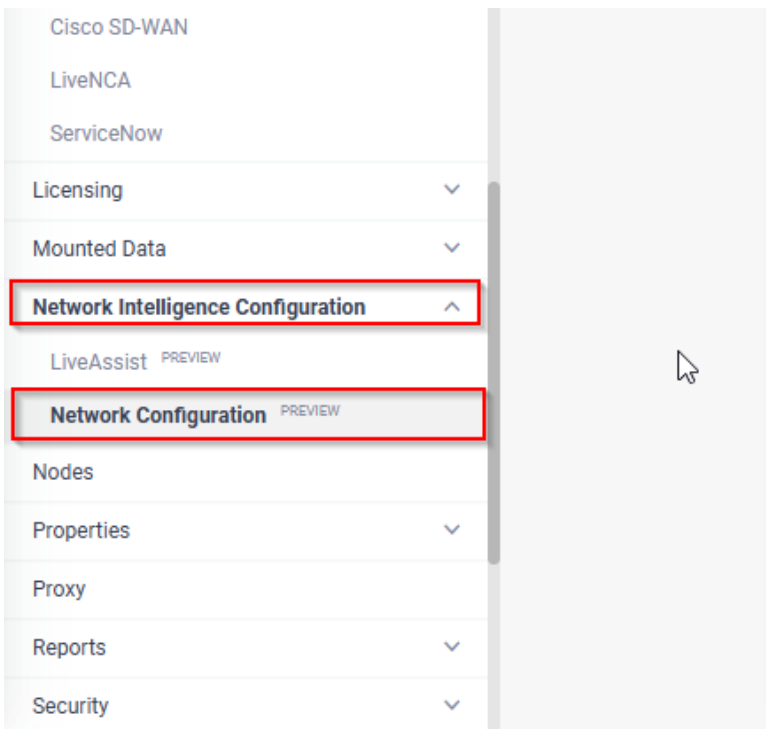 Cisco SD-WAN
LiveNCA
ServiceNow
Licensing
Mounted Data
Network Intelligence Configuration
LiveAssist PREVIEW
Network Configuration PREVIEW
Nodes
Properties
Proxy
Reports
Security